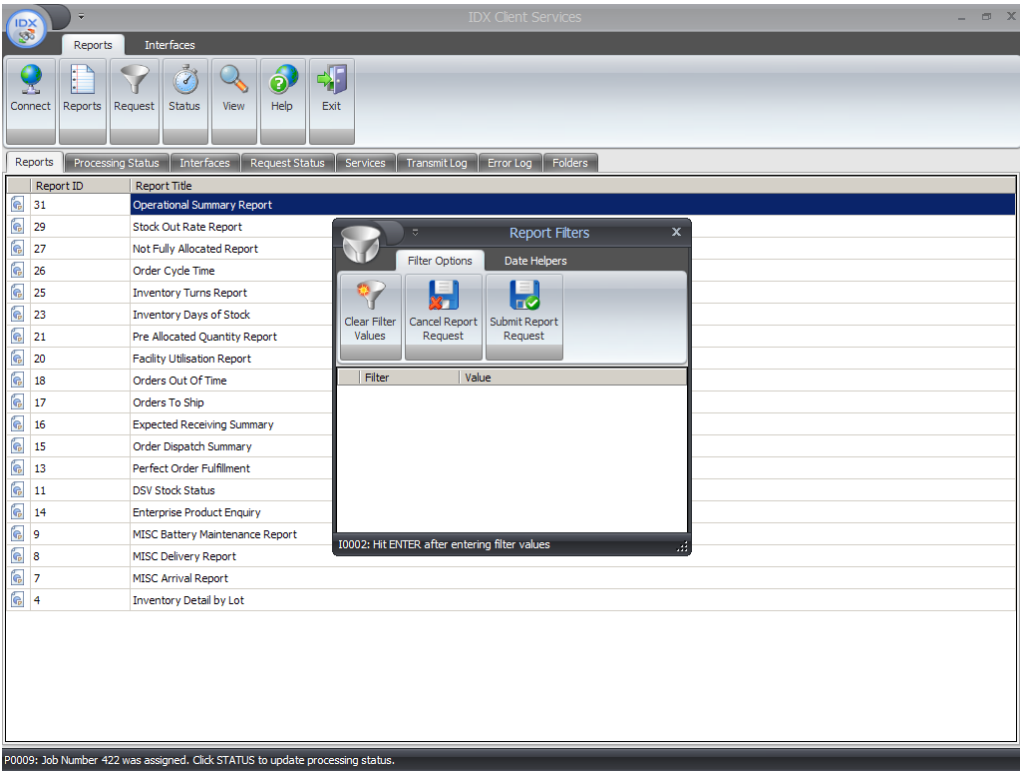 IDX Client Services
IDX
Reports Interfaces
Connect Reports Request Status View Help Exit
Reports Processing Status Interfaces Request Status Services Transmit Log Error Log Folders
Report ID Report Title
31 Operational Summary Report
29 Stock Out Rate Report
27 Not Fully Allocated Report
26 Order Cycle Time
25 Inventory Turns Report
23 Inventory Days of Stock
21 Pre Allocated Quantity Report
20 Facility Utilisation Report
18 Orders Out Of Time
17 Orders To Ship
16 Expected Receiving Summary
15 Order Dispatch Summary
13 Perfect Order Fulfillment
11 DSV Stock Status
14 Enterprise Product Enquiry
9 MISC Battery Maintenance Report
8 MISC Delivery Report
7 MISC Arrival Report
4 Inventory Detail by Lot
Report Filters
Filter Options Date Helpers
Clear Filter Values
Cancel Report Request
Submit Report Request
Filter Value
I0002: Hit ENTER after entering filter values
P0009: Job Number 422 was assigned. Click STATUS to update processing status.